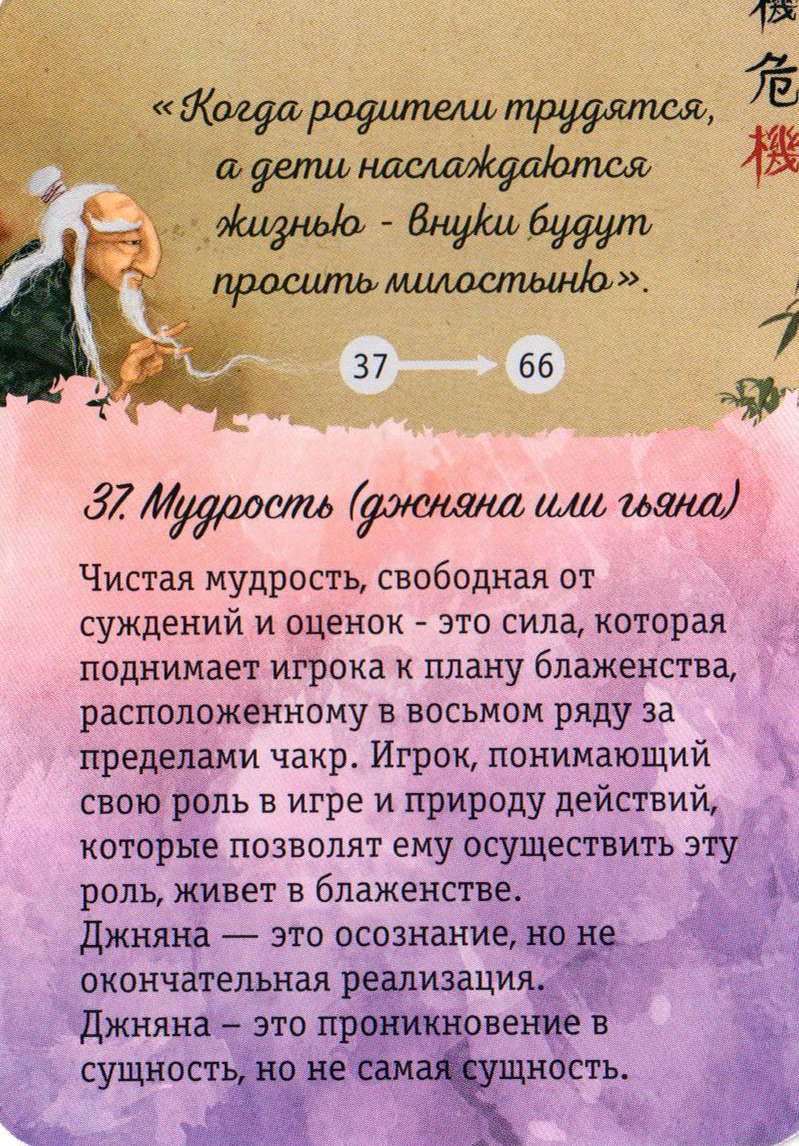 機
危
機
«Когда родители трудятся,
а дети наслаждаются
жизнью - внуки будут
просить милостыню».
37 66
37. Мудрость (джняна или гьяна)
Чистая мудрость, свободная от
суждений и оценок - это сила, которая
поднимает игрока к плану блаженства,
расположенному в восьмом ряду за
пределами чакр. Игрок, понимающий
свою роль в игре и природу действий,
которые позволят ему осуществить эту
роль, живет в блаженстве.
Джняна — это осознание, но не
окончательная реализация.
Джняна – это проникновение в
сущность, но не самая сущность.